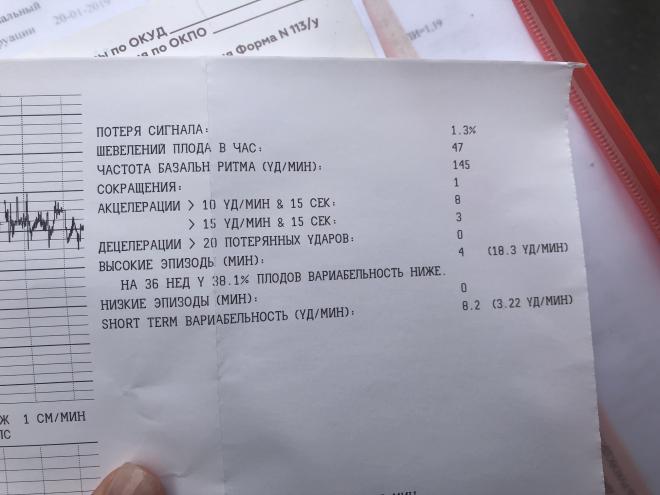 20-01-2019
по ОКУД
по ОКПО
Форма N 113/у
ПОТЕРЯ СИГНАЛА: 1.3%
ШЕВЕЛЕНИЙ ПЛОДА В ЧАС: 47
ЧАСТОТА БАЗАЛЬН РИТМА (УД/МИН): 145
СОКРАЩЕНИЯ: 1
АКЦЕЛЕРАЦИИ > 10 УД/МИН & 15 СЕК: 8
> 15 УД/МИН & 15 СЕК: 3
ДЕЦЕЛЕРАЦИИ > 20 ПОТЕРЯННЫХ УДАРОВ: 0
ВЫСОКИЕ ЭПИЗОДЫ (МИН): 4 (18.3 УД/МИН)
НА 36 НЕД У 38.1% ПЛОДОВ ВАРИАБЕЛЬНОСТЬ НИЖЕ.
НИЗКИЕ ЭПИЗОДЫ (МИН): 0
SHORT TERM ВАРИАБЕЛЬНОСТЬ (УД/МИН): 8.2 (3.22 УД/МИН)
1 СМ/МИН